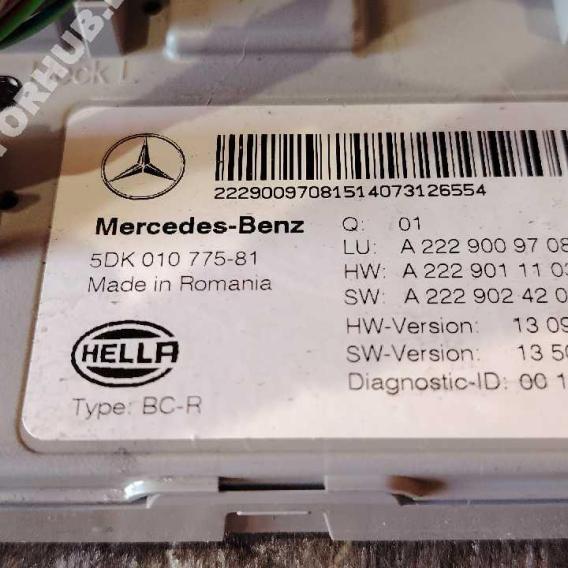 ock L
TORHUB.
2229009708151407312655​4
Mercedes-Benz
5DK 010 775-81
Made in Romania
HELLA
Type: BC-R
Q: 01
LU: A 222 900 97 08
HW: A 222 901 11 03
SW: A 222 902 42 0
HW-Version: 13 09
SW-Version: 13 50
Diagnostic-ID: 00 1